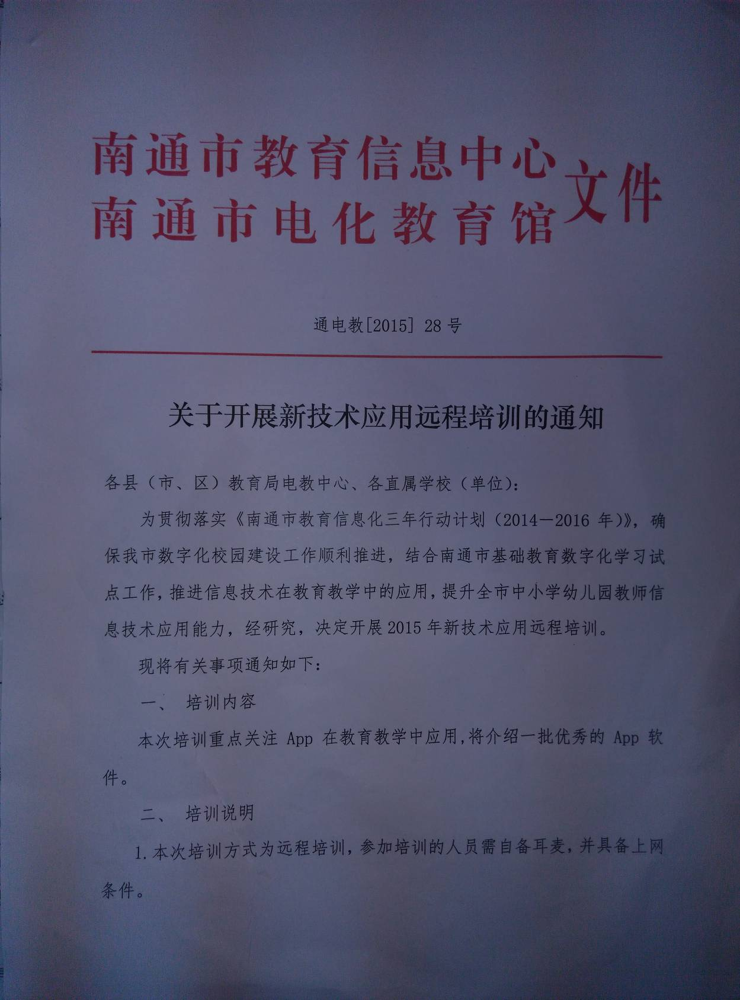 南通市教育信息中心
南通市电化教育馆
文件
通电教[2015] 28 号
关于开展新技术应用远程培训的通知
各县（市、区）教育局电教中心、各直属学校（单位）：
为贯彻落实《南通市教育信息化三年行动计划（2014－2016 年）》，确
保我市数字化校园建设工作顺利推进，结合南通市基础教育数字化学习试
点工作，推进信息技术在教育教学中的应用，提升全市中小学幼儿园教师信
息技术应用能力，经研究，决定开展 2015 年新技术应用远程培训。
现将有关事项通知如下：
一、 培训内容
本次培训重点关注 App 在教育教学中应用,将介绍一批优秀的 App 软
件。
二、 培训说明
1.本次培训方式为远程培训，参加培训的人员需自备耳麦，并具备上网
条件。